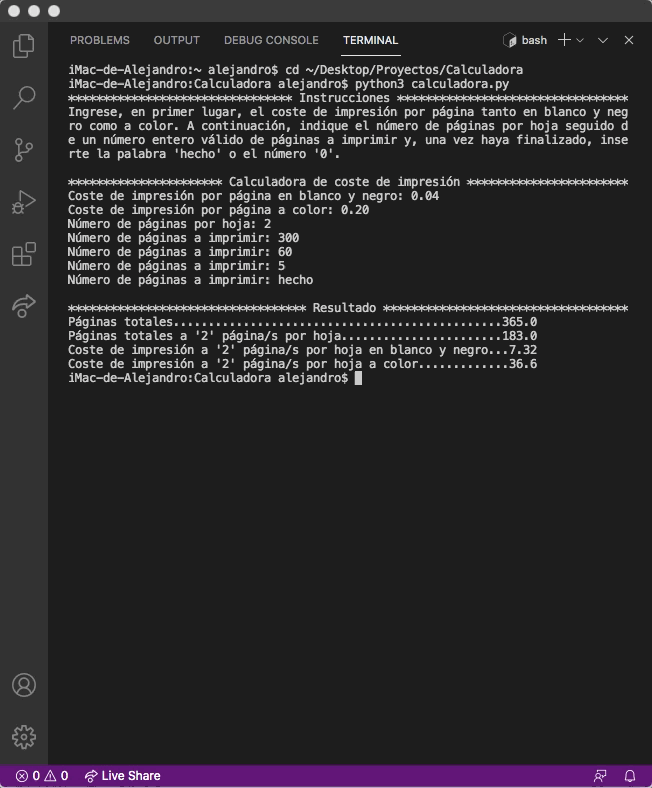 PROBLEMS OUTPUT DEBUG CONSOLE TERMINAL bash
iMac-de-Alejandro:~ alejandro$ cd ~/Desktop/Proyectos/Calculadora
iMac-de-Alejandro:Calculadora alejandro$ python3 calculadora.py
******************************** Instrucciones *********************************
Ingrese, en primer lugar, el coste de impresión por página tanto en blanco y neg
ro como a color. A continuación, indique el número de páginas por hoja seguido d
e un número entero válido de páginas a imprimir y, una vez haya finalizado, inse
rte la palabra 'hecho' o el número '0'.
********************** Calculadora de coste de impresión ***********************
Coste de impresión por página en blanco y negro: 0.04
Coste de impresión por página a color: 0.20
Número de páginas por hoja: 2
Número de páginas a imprimir: 300
Número de páginas a imprimir: 60
Número de páginas a imprimir: 5
Número de páginas a imprimir: hecho
********************************** Resultado ***********************************
Páginas totales...............................................365.0
Páginas totales a '2' página/s por hoja.......................183.0
Coste de impresión a '2' página/s por hoja en blanco y negro...7.32
Coste de impresión a '2' página/s por hoja a color.............36.6
iMac-de-Alejandro:Calculadora alejandro$
0 0 Live Share